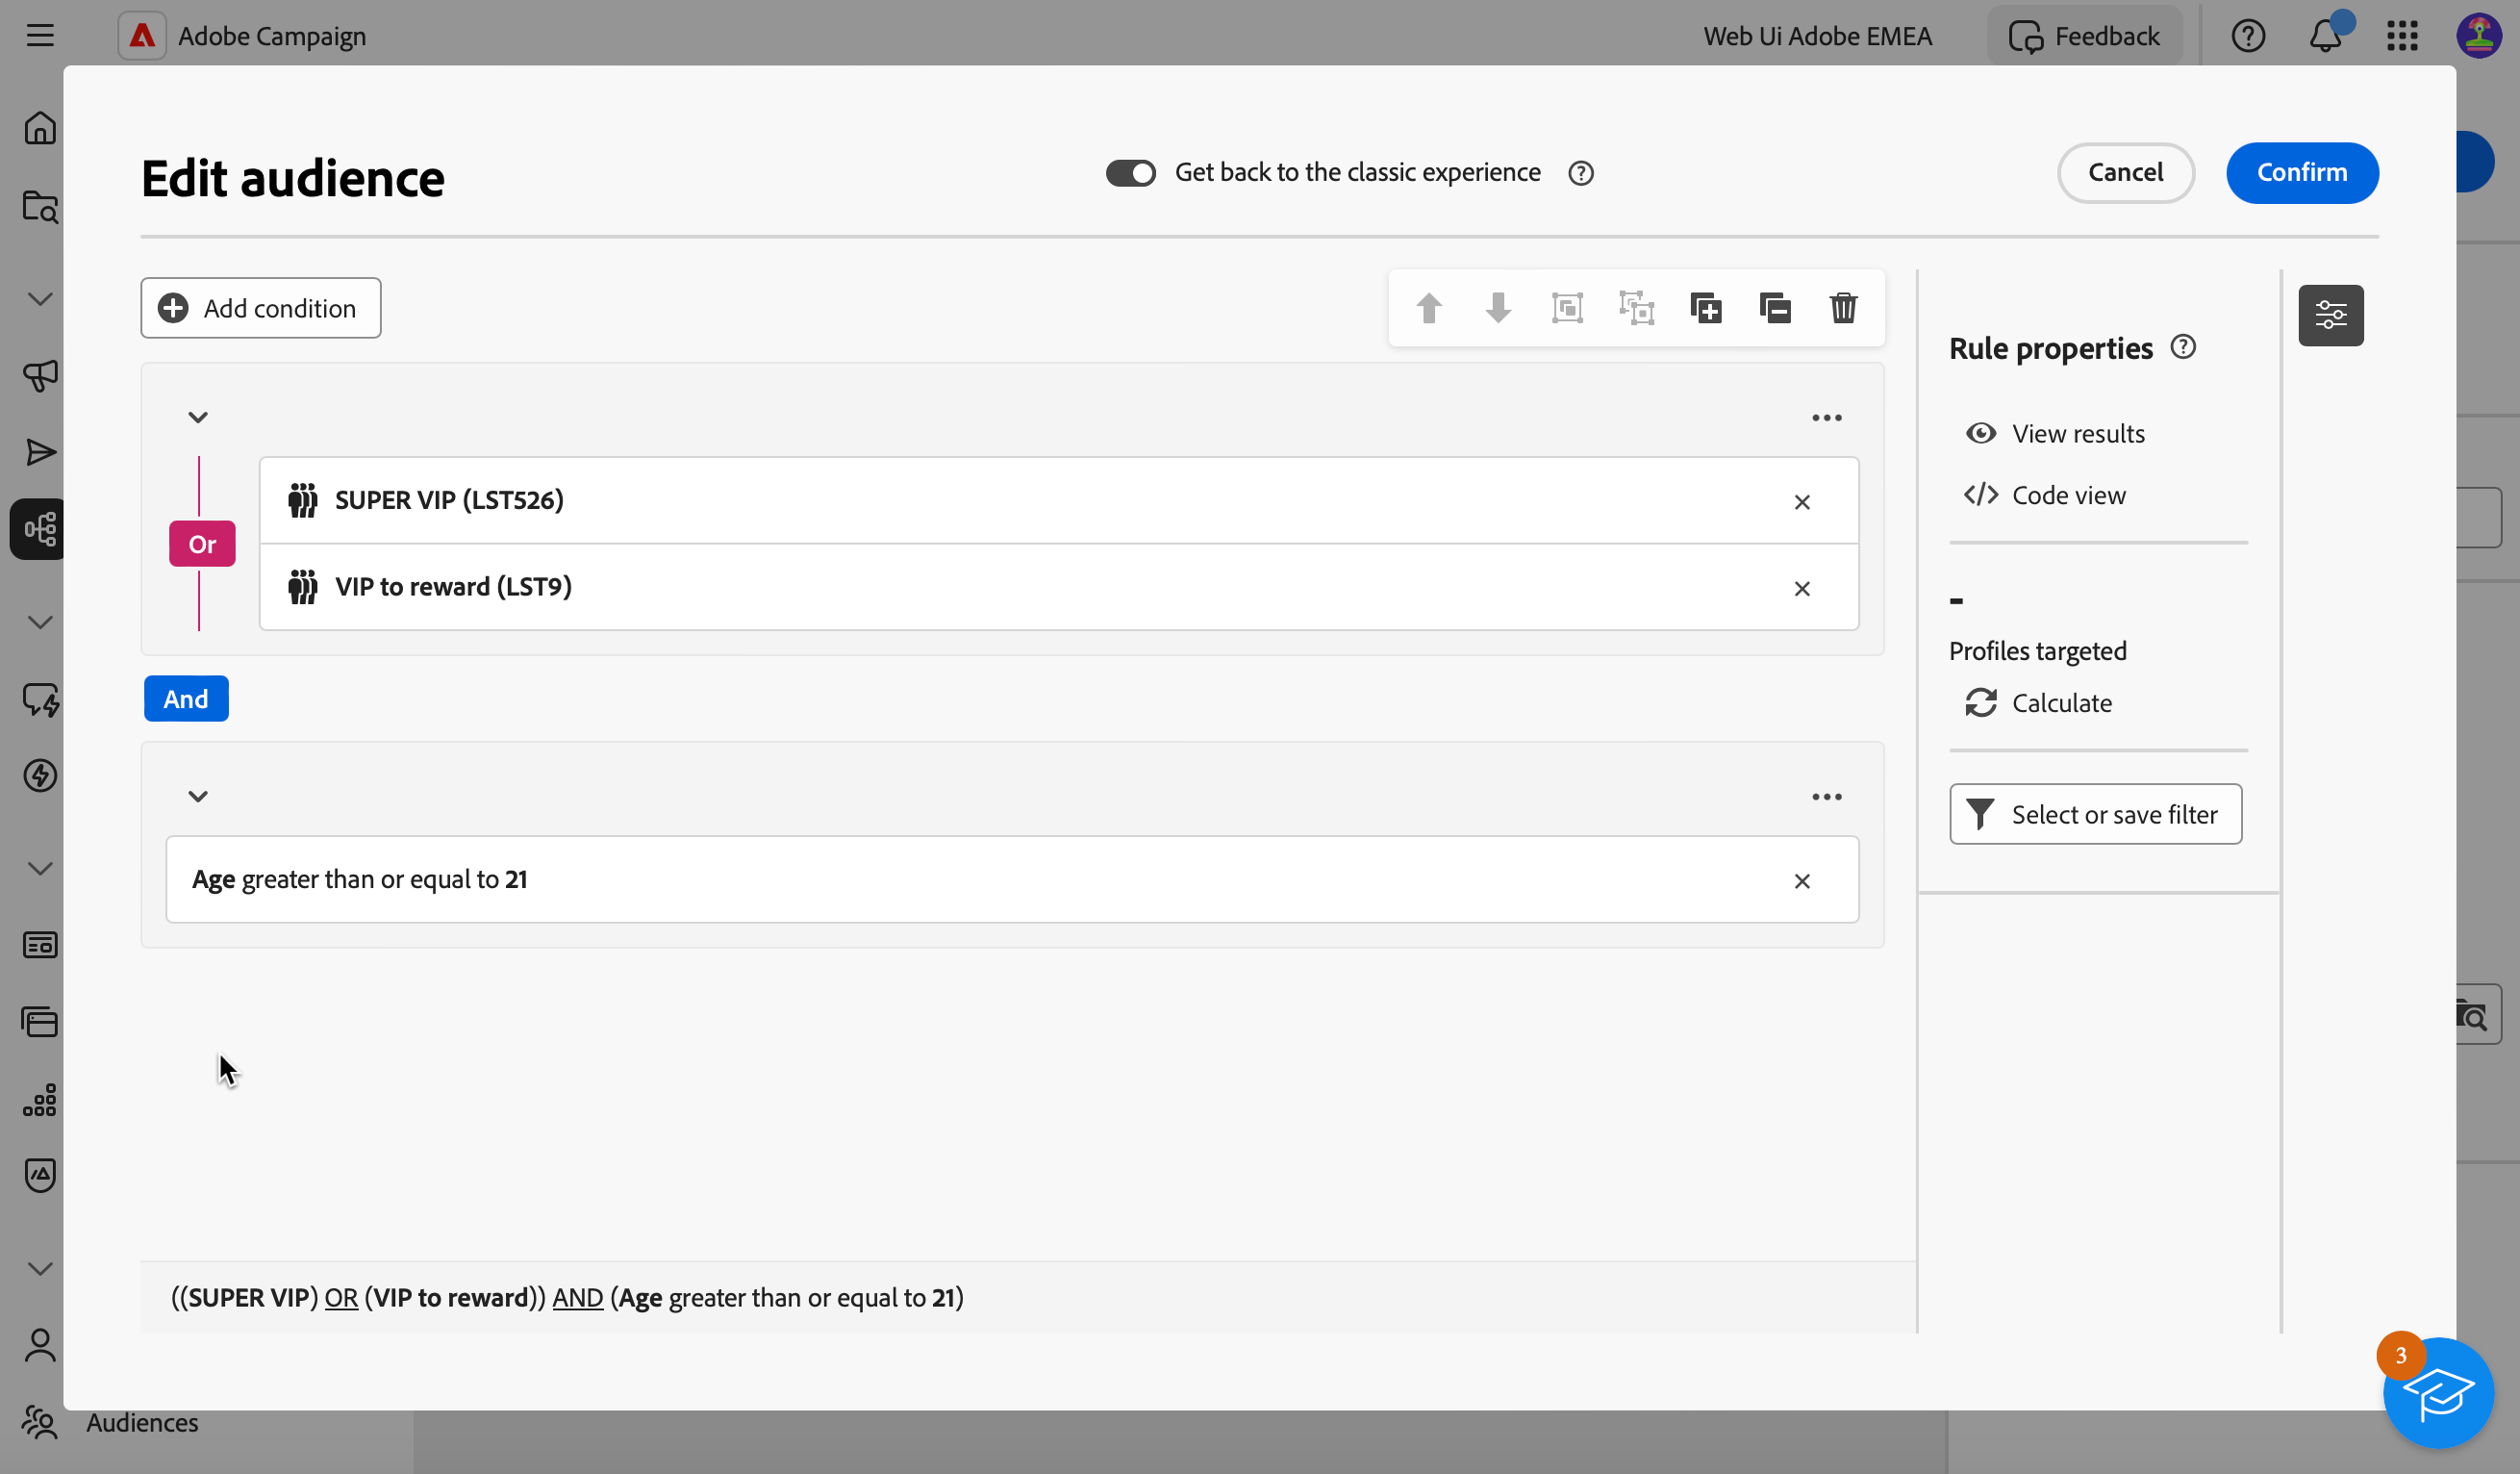 Adobe Campaign
Web Ui Adobe EMEA
Feedback
Edit audience
Get back to the classic experience
Cancel
Confirm
Add condition
Rule properties
View results
Code view
SUPER VIP (LST526)
Or
VIP to reward (LST9)
-
Profiles targeted
And
Calculate
Select or save filter
Age greater than or equal to 21
((SUPER VIP) OR (VIP to reward)) AND (Age greater than or equal to 21)
3
Audiences